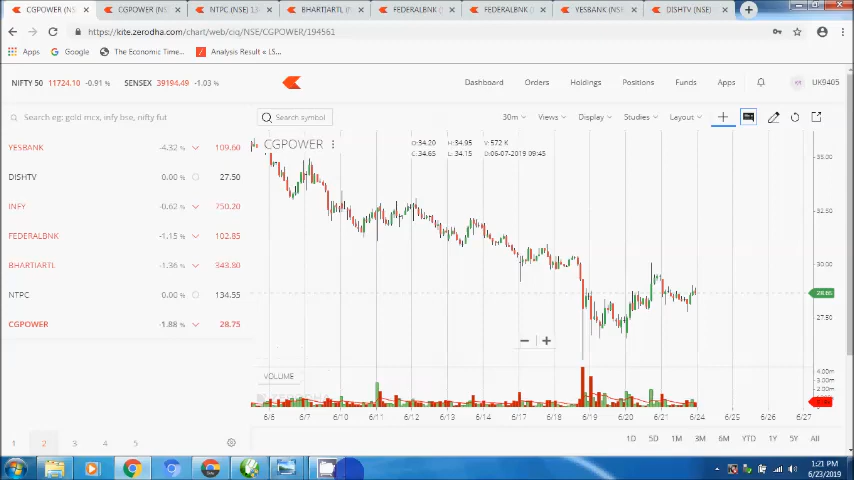 CGPOWER (NS
CGPOWER (NS
NTPC (NSE) 1,
BHARTIARTL (N
FEDERALBNK (
FEDERALBNK (
YESBANK (NSE
DISHTV (NSE)
https://kite.zerodha.com/chart/web/ciq/NSE/CGPOWER/194561
Apps Google The Economic Time... Analysis Result « LS...
NIFTY 50 11724.10 -0.91 % SENSEX 39194.49 -1.03 %
Dashboard Orders Holdings Positions Funds Apps UK9405
Search eg: gold mcx, infy bse, nifty fut
Search symbol 30m Views Display Studies Layout
YESBANK -4.32 % 109.60
DISHTV 0.00 % 27.50
INFY -0.62 % 750.20
FEDERALBNK -1.15 % 102.85
BHARTIARTL -1.36 % 343.80
NTPC 0.00 % 134.55
CGPOWER -1.88 % 28.75
CGPOWER
O:34.20 H:34.95 V: 572 K
C:34.65 L: 34.15 D:06-07-2019 09:45
35.00
32.50
30.00
28.65
27.50
VOLUME
4.00m
3.00m
2.00m
6/6 6/7 6/10 6/11 6/12 6/13 6/14 6/17 6/18 6/19 6/20 6/21 6/24 6/25 6/26 6/27
1D 5D 1M 3M 6M YTD 1Y 5Y All
1 2 3 4 5
1:21 PM
6/23/2019